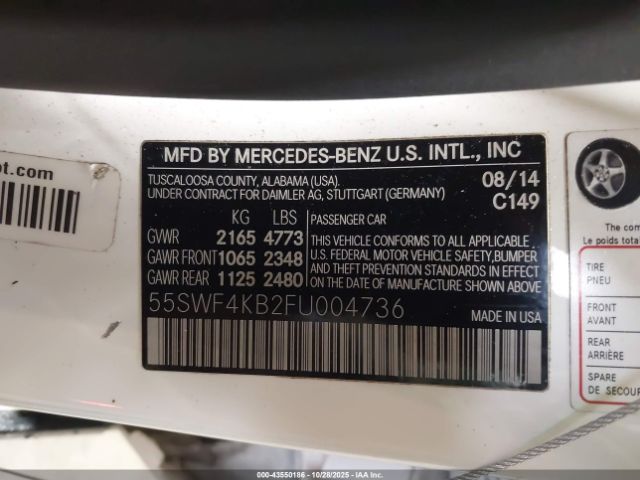 ot.com
MFD BY MERCEDES-BENZ U.S. INTL., INC
TUSCALOOSA COUNTY, ALABAMA (USA).
UNDER CONTRACT FOR DAIMLER AG, STUTTGART (GERMANY)
08/14
C149
KG LBS
GVWR 2165 4773
GAWR FRONT 1065 2348
GAWR REAR 1125 2480
PASSENGER CAR
THIS VEHICLE CONFORMS TO ALL APPLICABLE
U.S. FEDERAL MOTOR VEHICLE SAFETY,BUMPER
AND THEFT PREVENTION STANDARDS IN EFFECT
ON THE DATE OF MANUFACTURE SHOWN ABOVE
55SWF4KB2FU004736
MADE IN USA
The com
Le poids total
TIRE
PNEU
FRONT
AVANT
REAR
ARRIÈRE
SPARE
DE SECOU
000-43550186 - 10/28/2025 - IAA, Inc.